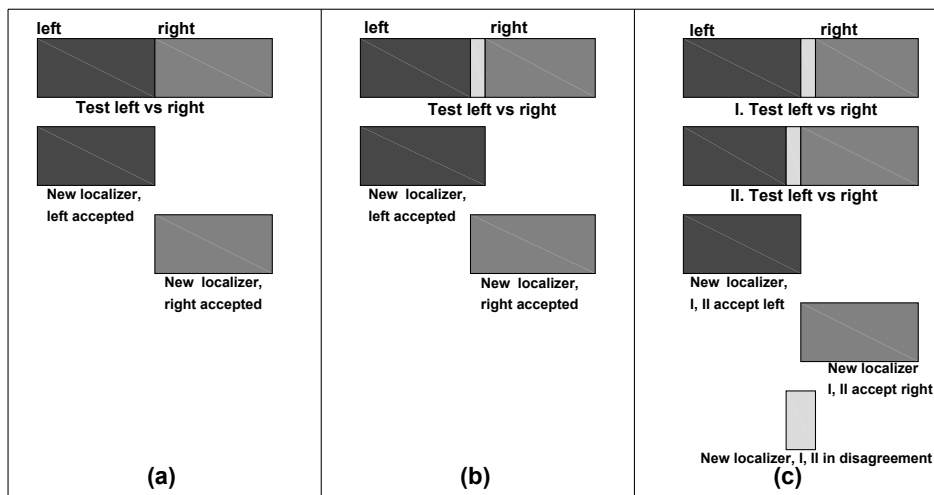 left right
Test left vs right
New localizer,
left accepted
New localizer,
right accepted
(a)
left right
Test left vs right
New localizer,
left accepted
New localizer,
right accepted
(b)
left right
I. Test left vs right
II. Test left vs right
New localizer,
I, II accept left
New localizer
I, II accept right
New localizer, I, II in disagreement
(c)